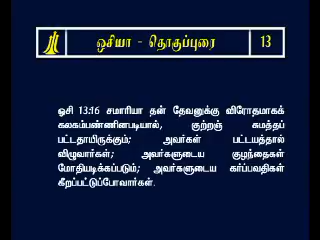 ஓசியா - தொகுப்புரை
13
ஓசி 13:16 சமாரியா தன் தேவனுக்கு விரோதமாகக்
கலகம்பண்ணினபடியால், குற்றஞ் சுமத்தப்
பட்டதாயிருக்கும்; அவர்கள் பட்டயத்தால்
விழுவார்கள்; அவர்களுடைய குழந்தைகள்
மோதியடிக்கப்படும்; அவர்களுடைய கர்ப்பவதிகள்
கீறப்பட்டுப்போவார்கள்.